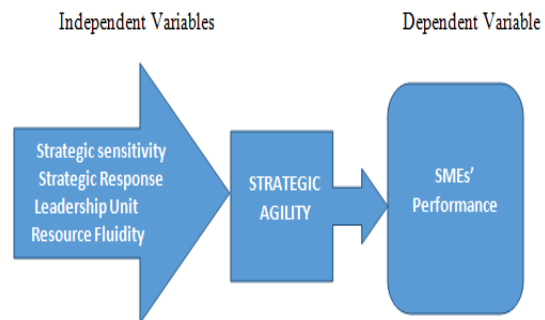 Independent Variables
Dependent Variable
Strategic sensitivity
Strategic Response
Leadership Unit
Resource Fluidity
STRATEGIC
AGILITY
SMEs'
Performance